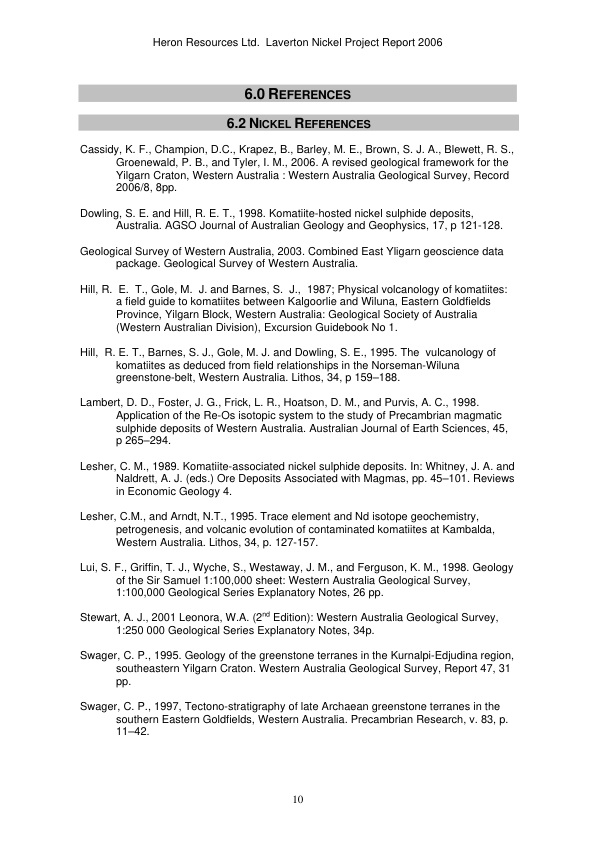 Heron Resources Ltd.  Laverton Nickel Project Report 2006
6.0 REFERENCES
6.2 NICKEL REFERENCES
Cassidy, K. F., Champion, D.C., Krapez, B., Barley, M. E., Brown, S. J. A., Blewett, R. S.,
Groenewald, P. B., and Tyler, I. M., 2006. A revised geological framework for the
Yilgarn Craton, Western Australia : Western Australia Geological Survey, Record
2006/8, 8pp.
Dowling, S. E. and Hill, R. E. T., 1998. Komatiite-hosted nickel sulphide deposits,
Australia. AGSO Journal of Australian Geology and Geophysics, 17, p 121-128.
Geological Survey of Western Australia, 2003. Combined East Yligarn geoscience data
package. Geological Survey of Western Australia.
Hill, R.  E.  T., Gole, M.  J. and Barnes, S.  J.,  1987; Physical volcanology of komatiites:
a field guide to komatiites between Kalgoorlie and Wiluna, Eastern Goldfields
Province, Yilgarn Block, Western Australia: Geological Society of Australia
(Western Australian Division), Excursion Guidebook No 1.
Hill,  R. E. T., Barnes, S. J., Gole, M. J. and Dowling, S. E., 1995. The  vulcanology of
komatiites as deduced from field relationships in the Norseman-Wiluna
greenstone-belt, Western Australia. Lithos, 34, p 159–188.
Lambert, D. D., Foster, J. G., Frick, L. R., Hoatson, D. M., and Purvis, A. C., 1998.
Application of the Re-Os isotopic system to the study of Precambrian magmatic
sulphide deposits of Western Australia. Australian Journal of Earth Sciences, 45,
p 265–294.
Lesher, C. M., 1989. Komatiite-associated nickel sulphide deposits. In: Whitney, J. A. and
Naldrett, A. J. (eds.) Ore Deposits Associated with Magmas, pp. 45–101. Reviews
in Economic Geology 4.
Lesher, C.M., and Arndt, N.T., 1995. Trace element and Nd isotope geochemistry,
petrogenesis, and volcanic evolution of contaminated komatiites at Kambalda,
Western Australia. Lithos, 34, p. 127-157.
Lui, S. F., Griffin, T. J., Wyche, S., Westaway, J. M., and Ferguson, K. M., 1998. Geology
of the Sir Samuel 1:100,000 sheet: Western Australia Geological Survey,
1:100,000 Geological Series Explanatory Notes, 26 pp.
Stewart, A. J., 2001 Leonora, W.A. (2nd Edition): Western Australia Geological Survey,
1:250 000 Geological Series Explanatory Notes, 34p.
Swager, C. P., 1995. Geology of the greenstone terranes in the Kurnalpi-Edjudina region,
southeastern Yilgarn Craton. Western Australia Geological Survey, Report 47, 31
pp.
Swager, C. P., 1997, Tectono-stratigraphy of late Archaean greenstone terranes in the
southern Eastern Goldfields, Western Australia. Precambrian Research, v. 83, p.
11–42.
10